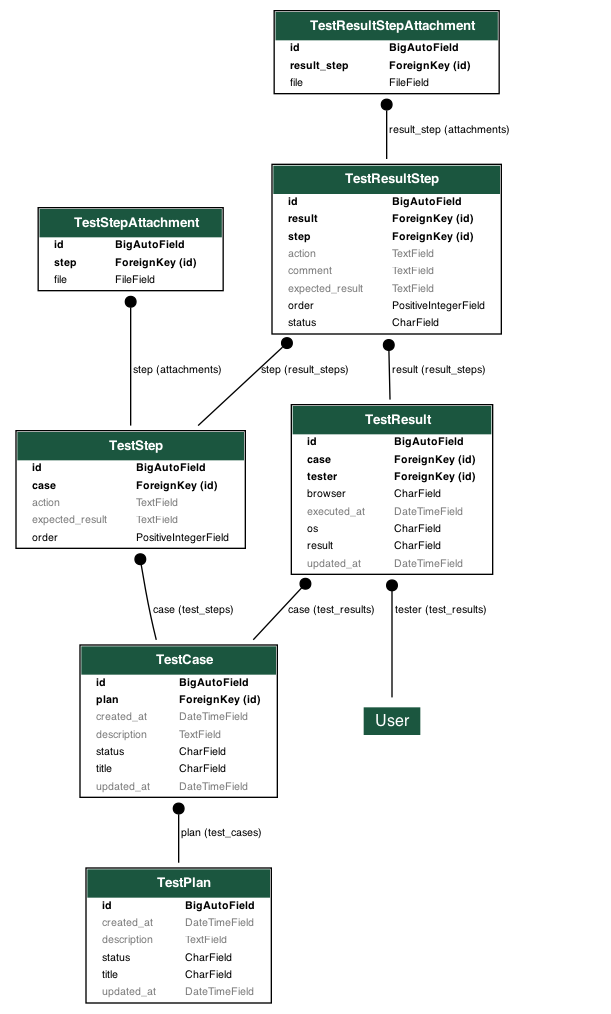 TestResultStepAttachment
id BigAutoField
result_step ForeignKey (id)
file FileField
result_step (attachments)
TestResultStep
id BigAutoField
result ForeignKey (id)
step ForeignKey (id)
action TextField
comment TextField
expected_result TextField
order PositiveIntegerField
status CharField
TestStepAttachment
id BigAutoField
step ForeignKey (id)
file FileField
step (attachments)
step (result_steps)
result (result_steps)
TestStep
id BigAutoField
case ForeignKey (id)
action TextField
expected_result TextField
order PositiveIntegerField
TestResult
id BigAutoField
case ForeignKey (id)
tester ForeignKey (id)
browser CharField
executed_at DateTimeField
os CharField
result CharField
updated_at DateTimeField
case (test_steps)
case (test_results)
tester (test_results)
TestCase
id BigAutoField
plan ForeignKey (id)
created_at DateTimeField
description TextField
status CharField
title CharField
updated_at DateTimeField
User
plan (test_cases)
TestPlan
id BigAutoField
created_at DateTimeField
description TextField
status CharField
title CharField
updated_at DateTimeField